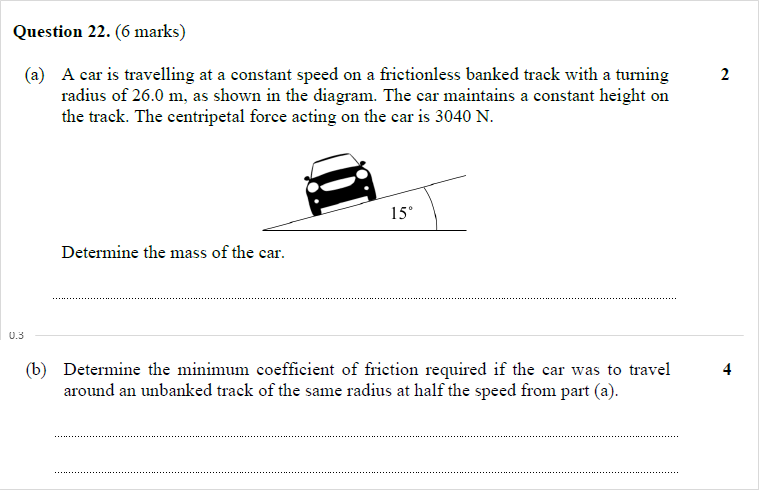 Question 22. (6 marks)
(a) A car is travelling at a constant speed on a frictionless banked track with a turning 2
radius of 26.0 m, as shown in the diagram. The car maintains a constant height on
the track. The centripetal force acting on the car is 3040 N.
15°
Determine the mass of the car.
0.3
(b) Determine the minimum coefficient of friction required if the car was to travel 4
around an unbanked track of the same radius at half the speed from part (a).